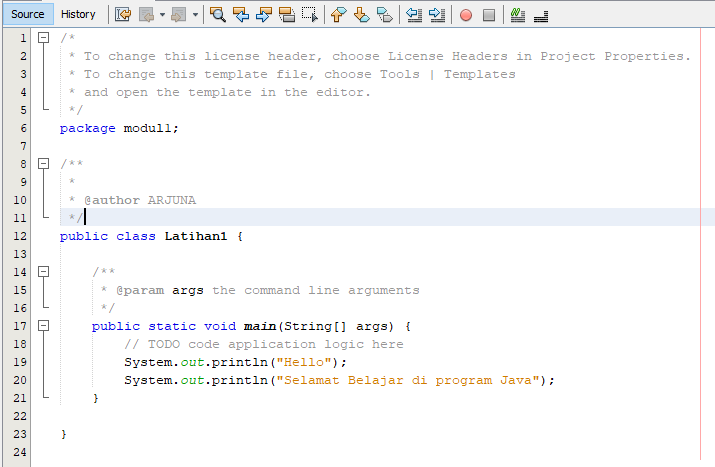 Source History
1 /*
2  * To change this license header, choose License Headers in Project Properties.
3  * To change this template file, choose Tools | Templates
4  * and open the template in the editor.
5  */
6 package modul1;
7
8 /**
9  *
10  * @author ARJUNA
11  */
12 public class Latihan1 {
13
14     /**
15      * @param args the command line arguments
16      */
17     public static void main(String[] args) {
18         // TODO code application logic here
19         System.out.println("Hello");
20         System.out.println("Selamat Belajar di program Java");
21     }
22
23 }
24